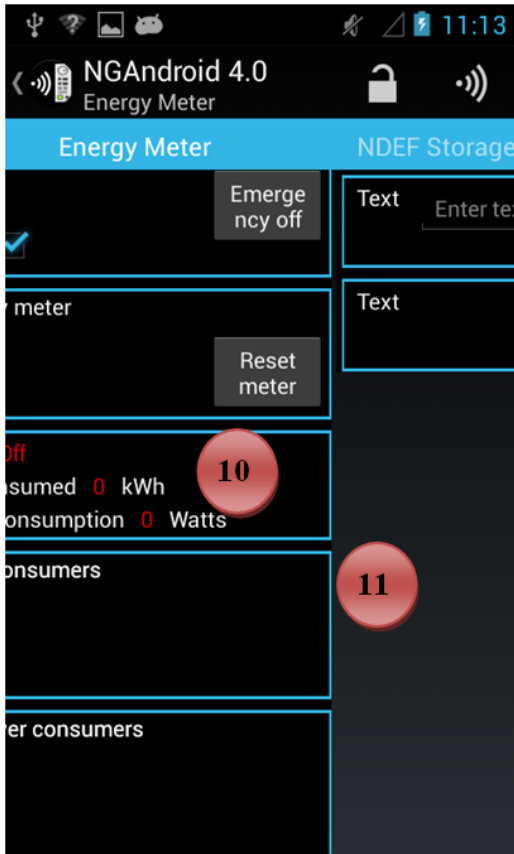 11:13
NGAndroid 4.0
Energy Meter
Energy Meter
NDEF Storage
Emerge
ncy off
Text
Enter te
meter
Reset
meter
Text
Off
nsumed 0 kWh
10
onsumption 0 Watts
onsumers
11
er consumers